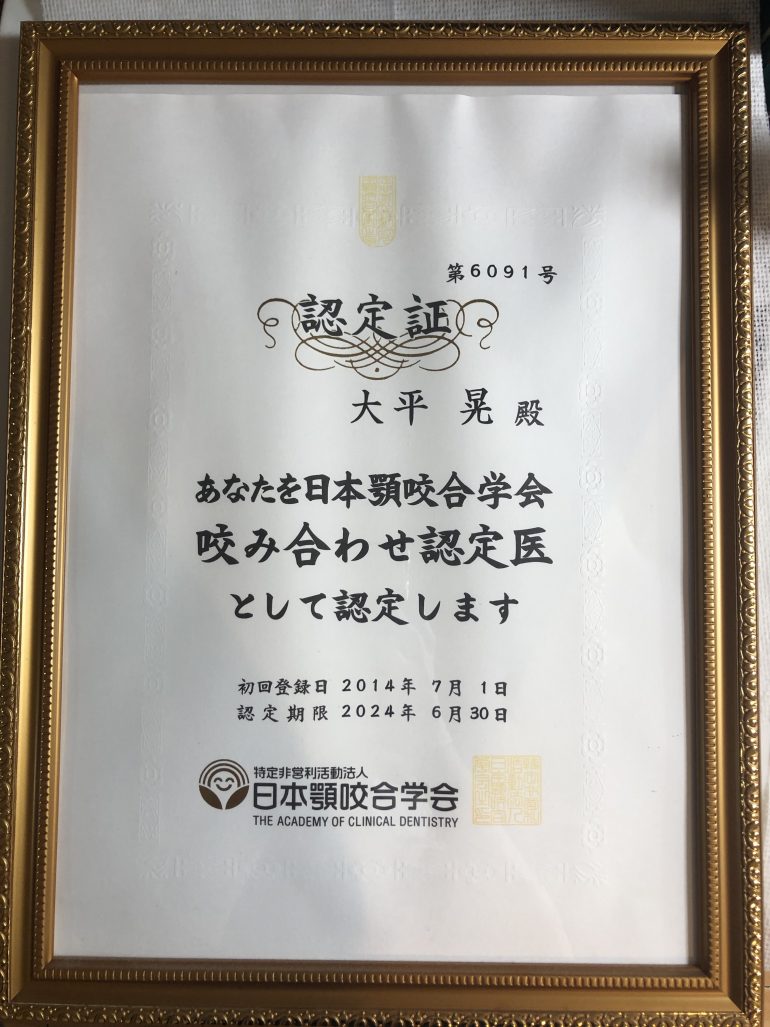 第6091号
認定証
大平 晃 殿
あなたを日本顎咬合学会
咬み合わせ認定医
として認定します
初回登録日 2014年 7月 1日
認定期限 2024年 6月30日
特定非営利活動法人
日本顎咬合学会
THE ACADEMY OF CLINICAL DENTISTRY